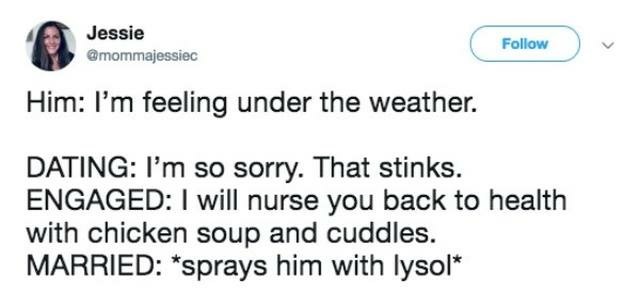 Jessie
@mommajessiec
Follow
Him: I'm feeling under the weather.
DATING: I'm so sorry. That stinks.
ENGAGED: I will nurse you back to health
with chicken soup and cuddles.
MARRIED: *sprays him with lysol*